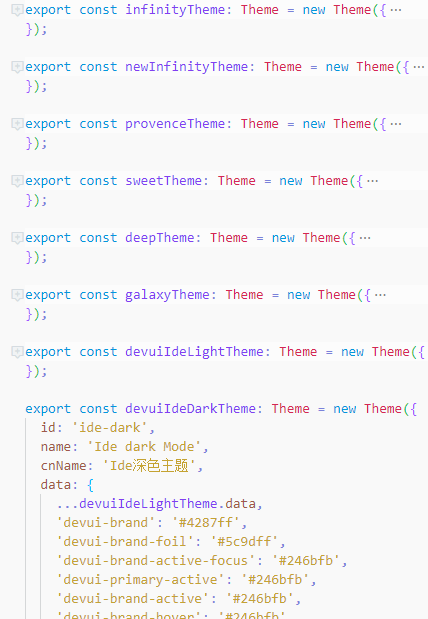 export const infinityTheme: Theme = new Theme({ ···
});
export const newInfinityTheme: Theme = new Theme({ ···
});
export const provenceTheme: Theme = new Theme({ ···
});
export const sweetTheme: Theme = new Theme({ ···
});
export const deepTheme: Theme = new Theme({ ···
});
export const galaxyTheme: Theme = new Theme({ ···
});
export const devuiIdeLightTheme: Theme = new Theme({
});
export const devuiIdeDarkTheme: Theme = new Theme({
id: 'ide-dark',
name: 'Ide dark Mode',
cnName: 'Ide深色主题',
data: {
...devuiIdeLightTheme.data,
'devui-brand': '#4287ff',
'devui-brand-foil': '#5c9dff',
'devui-brand-active-focus': '#246bfb',
'devui-primary-active': '#246bfb',
'devui-brand-active': '#246bfb',
'devui-brand-hover': '#246bfb'